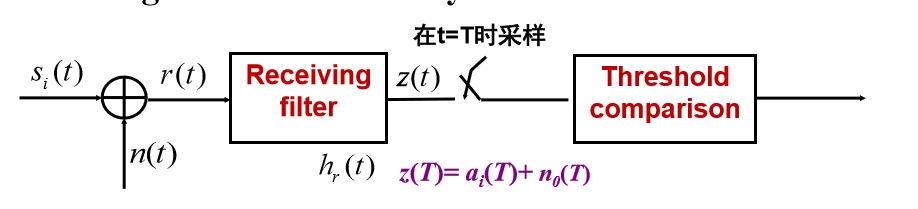 在t=T时采样
s_i(t)
r(t)
Receiving
filter
z(t)
Threshold
comparison
n(t)
h_r(t)
z(T)= a_i(T)+ n_0(T)